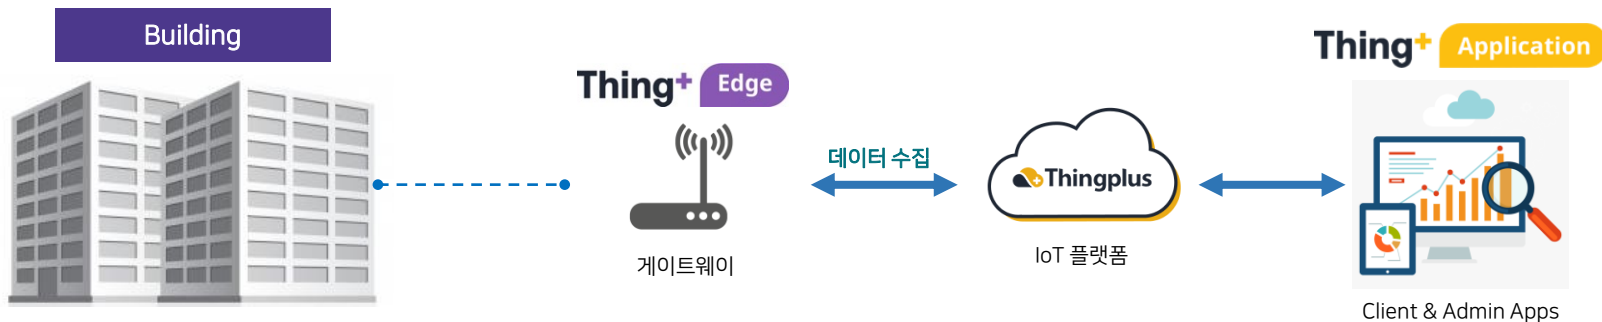 Building
Thing+ Edge
게이트웨이
데이터 수집
Thingplus
IoT 플랫폼
Thing+ Application
Client & Admin Apps